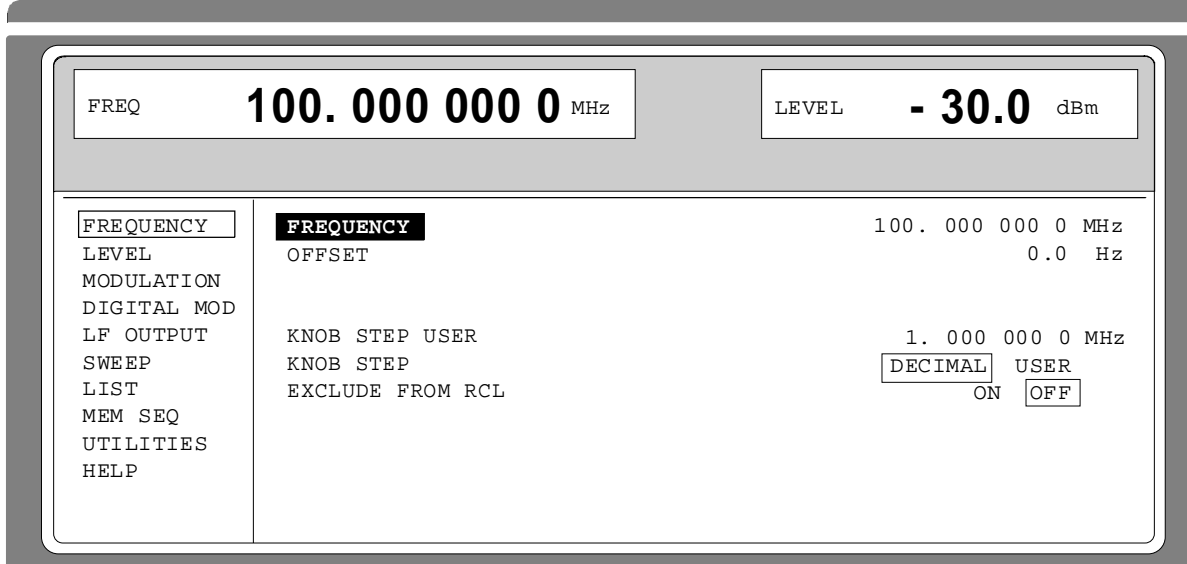 FREQ 100. 000 000 0 MHz LEVEL - 30.0 dBm
FREQUENCY FREQUENCY 100. 000 000 0 MHz
LEVEL OFFSET 0.0 Hz
MODULATION
DIGITAL MOD
LF OUTPUT KNOB STEP USER 1. 000 000 0 MHz
SWEEP KNOB STEP DECIMAL USER
LIST EXCLUDE FROM RCL ON OFF
MEM SEQ
UTILITIES
HELP